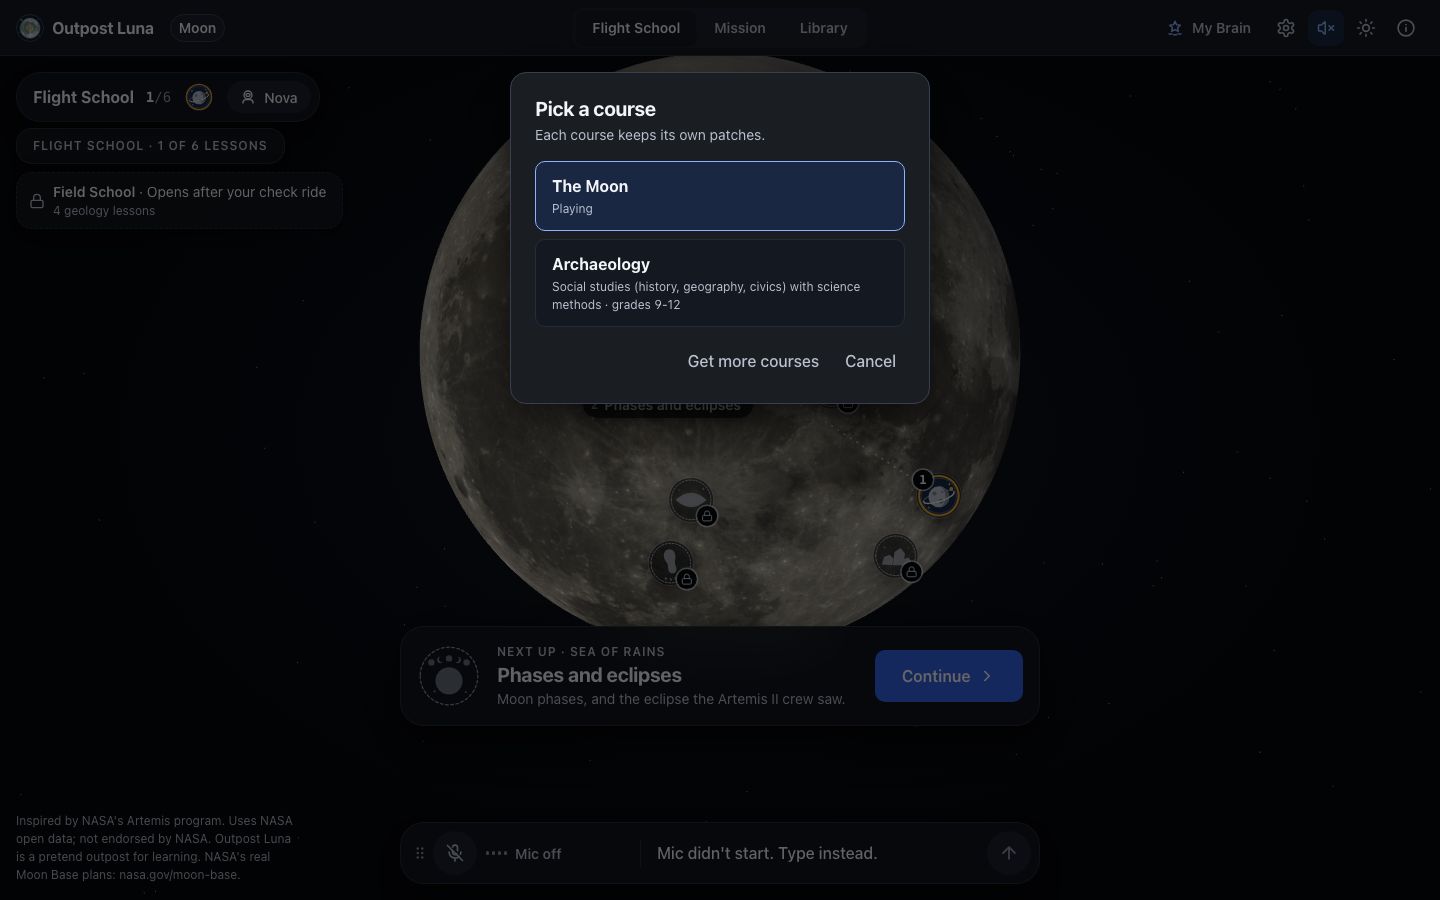 Outpost Luna
Moon
Flight School
Mission
Library
My Brain
Flight School 1/6
Nova
FLIGHT SCHOOL · 1 OF 6 LESSONS
Field School · Opens after your check ride
4 geology lessons
Pick a course
Each course keeps its own patches.
The Moon
Playing
Archaeology
Social studies (history, geography, civics) with science
methods · grades 9-12
Get more courses
Cancel
2 Phases and eclipses
1
NEXT UP · SEA OF RAINS
Phases and eclipses
Moon phases, and the eclipse the Artemis II crew saw.
Continue
Inspired by NASA's Artemis program. Uses NASA
open data; not endorsed by NASA. Outpost Luna
is a pretend outpost for learning. NASA's real
Moon Base plans: nasa.gov/moon-base.
Mic off
Mic didn't start. Type instead.